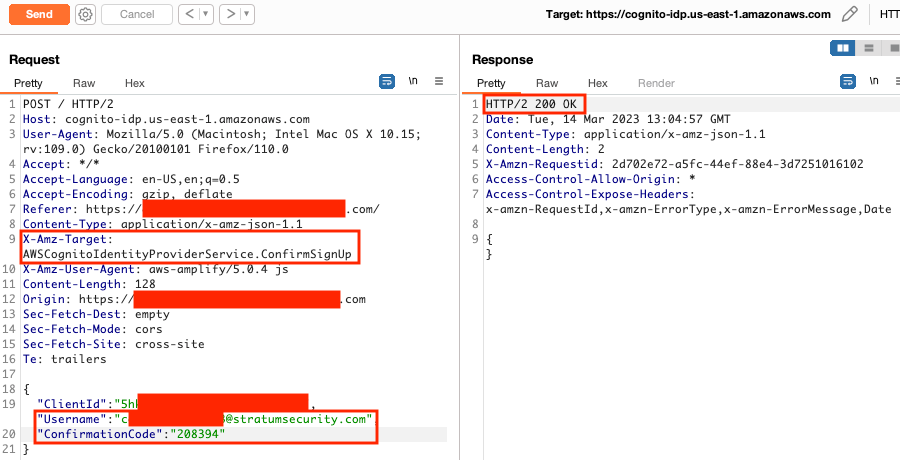 Send
Cancel
Target: https://cognito-idp.us-east-1.amazonaws.com
Request
Pretty Raw Hex
\n
1 POST / HTTP/2
2 Host: cognito-idp.us-east-1.amazonaws.com
3 User-Agent: Mozilla/5.0 (Macintosh; Intel Mac OS X 10.15;
rv:109.0) Gecko/20100101 Firefox/110.0
4 Accept: */*
5 Accept-Language: en-US,en;q=0.5
6 Accept-Encoding: gzip, deflate
7 Referer: https://
.com/
8 Content-Type: application/x-amz-json-1.1
9 X-Amz-Target:
AWSCognitoIdentityProviderService.ConfirmSignUp
10 X-Amz-User-Agent: aws-amplify/5.0.4 js
11 Content-Length: 128
12 Origin: https://
.com
13 Sec-Fetch-Dest: empty
14 Sec-Fetch-Mode: cors
15 Sec-Fetch-Site: cross-site
16 Te: trailers
17
18 {
19 "ClientId":"5h
,
"Username":"c
@stratumsecurity.com",
20 "ConfirmationCode":"208394"
21 }
Response
Pretty Raw Hex Render
\n
1 HTTP/2 200 OK
2 Date: Tue, 14 Mar 2023 13:04:57 GMT
3 Content-Type: application/x-amz-json-1.1
4 Content-Length: 2
5 X-Amzn-Requestid: 2d702e72-a5fc-44ef-88e4-3d7251016102
6 Access-Control-Allow-Origin: *
7 Access-Control-Expose-Headers:
x-amzn-RequestId,x-amzn-ErrorType,x-amzn-ErrorMessage,Date
8
9 {
}